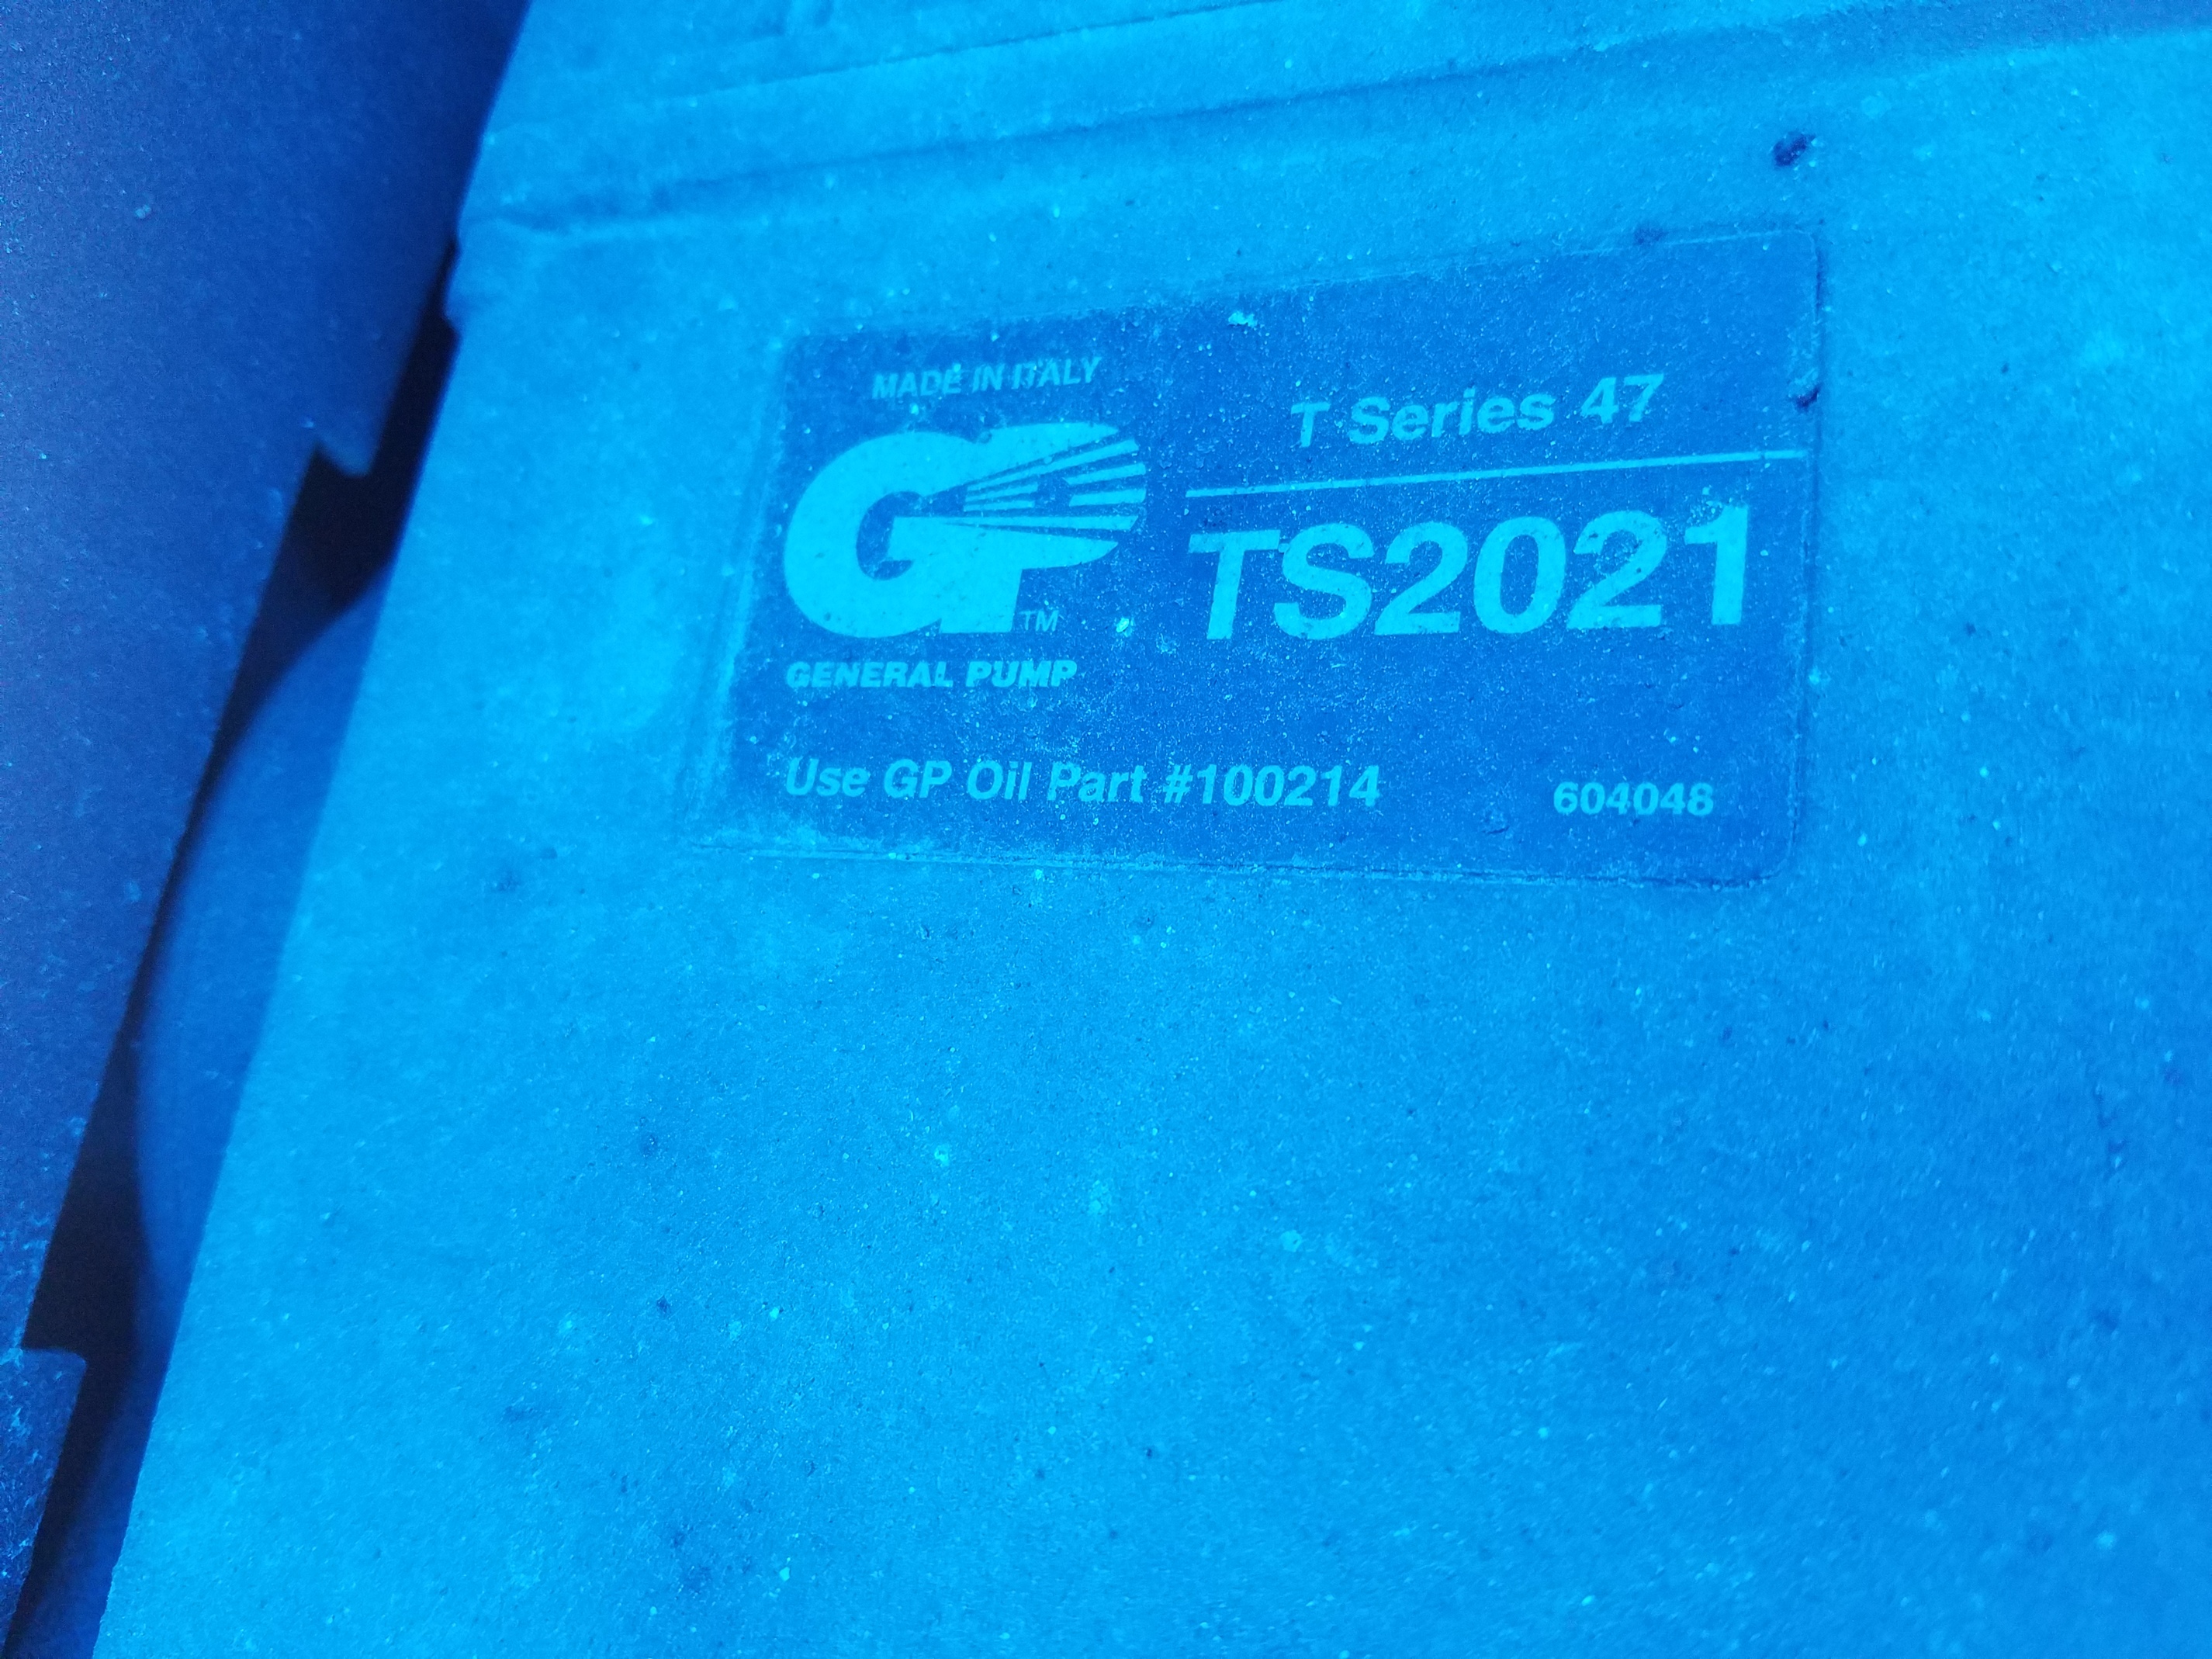 MADE IN ITALY
GP TM
GENERAL PUMP
T Series 47
TS2021
Use GP Oil Part #100214
604048